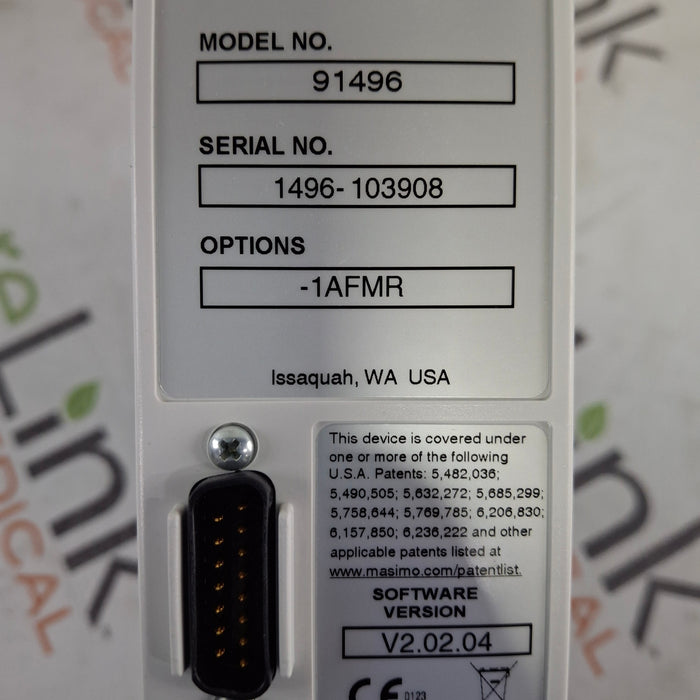 MODEL NO.
91496
SERIAL NO.
1496-103908
OPTIONS
-1AFMR
Issaquah, WA USA
This device is covered under
one or more of the following
U.S.A. Patents: 5,482,036;
5,490,505; 5,632,272; 5,685,299;
5,758,644; 5,769,785; 6,206,830;
6,157,850; 6,236,222 and other
applicable patents listed at
www.masimo.com/patentlist.
SOFTWARE
VERSION
V2.02.04
CE 0123
Link
MEDICAL